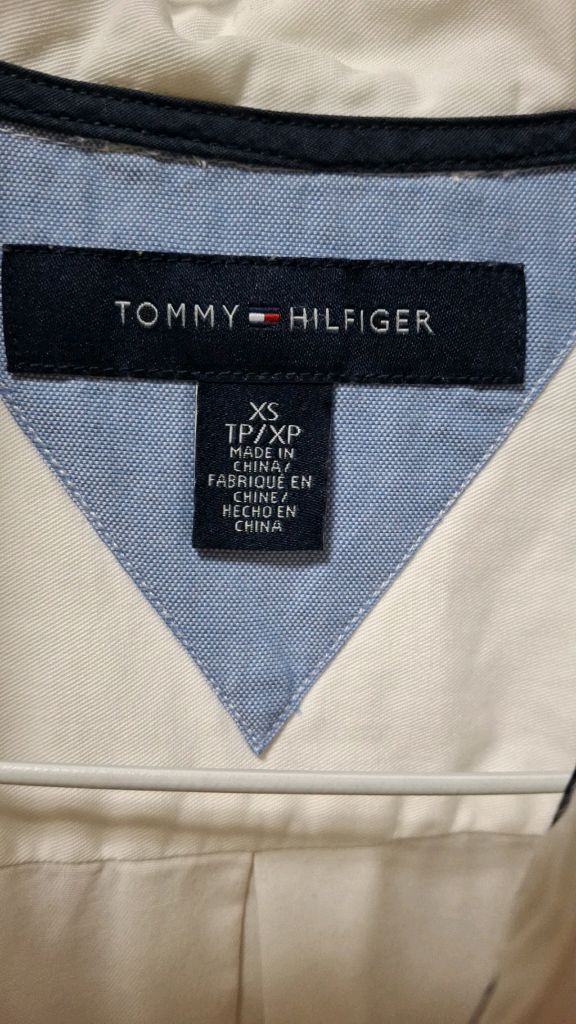 TOMMY HILFIGER
XS
TP/XP
MADE IN
CHINA/
FABRIQUÉ EN
CHINE/
HECHO EN
CHINA